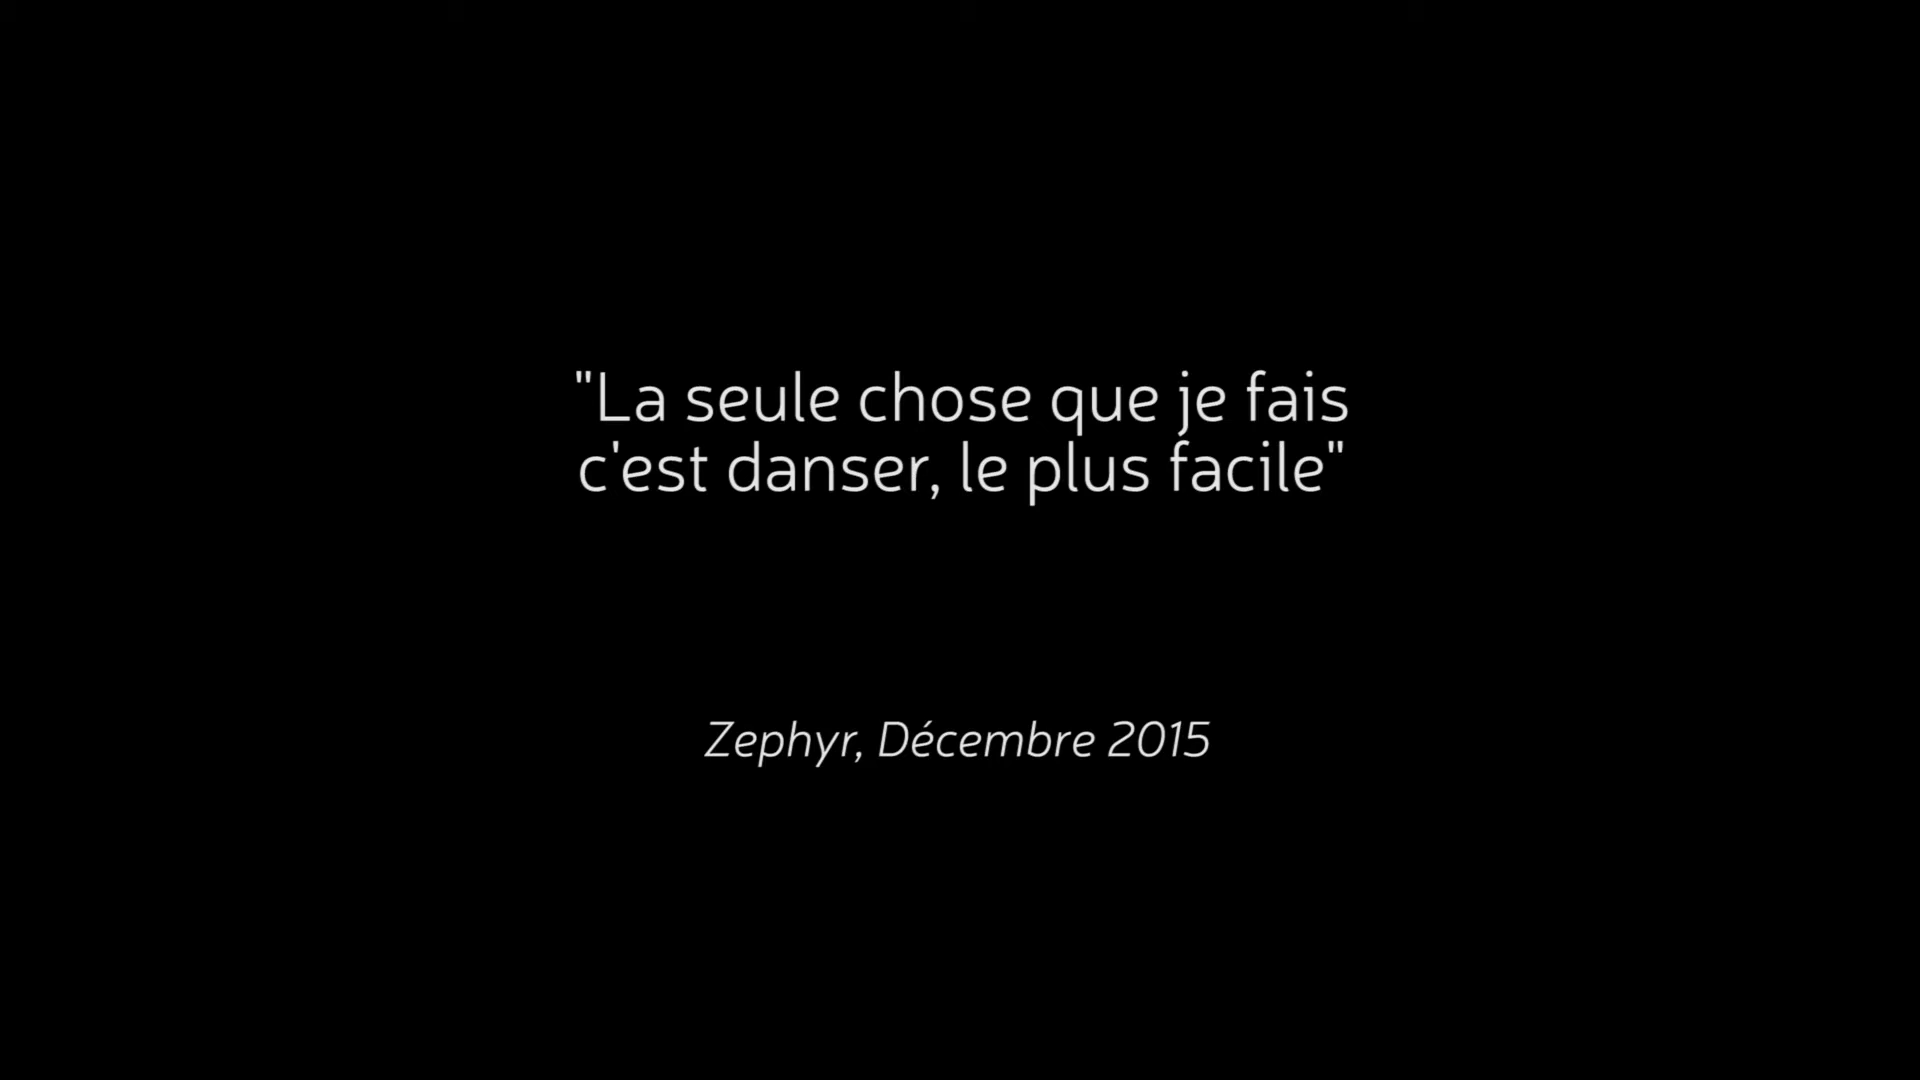 "La seule chose que je fais
c'est danser, le plus facile"
Zephyr, Décembre 2015